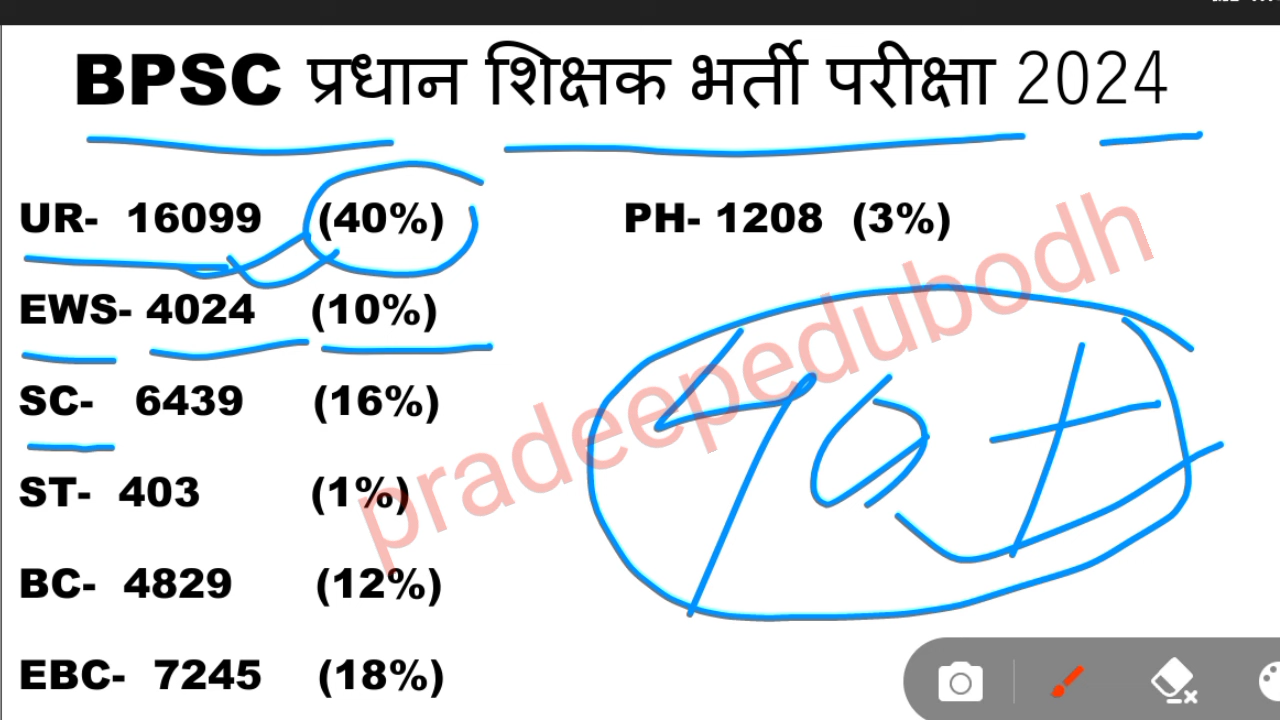 BPSC प्रधान शिक्षक भर्ती परीक्षा 2024
UR- 16099 (40%)
PH- 1208 (3%)
EWS- 4024 (10%)
SC- 6439 (16%)
ST- 403 (1%)
BC- 4829 (12%)
EBC- 7245 (18%)
pradeepedubodh